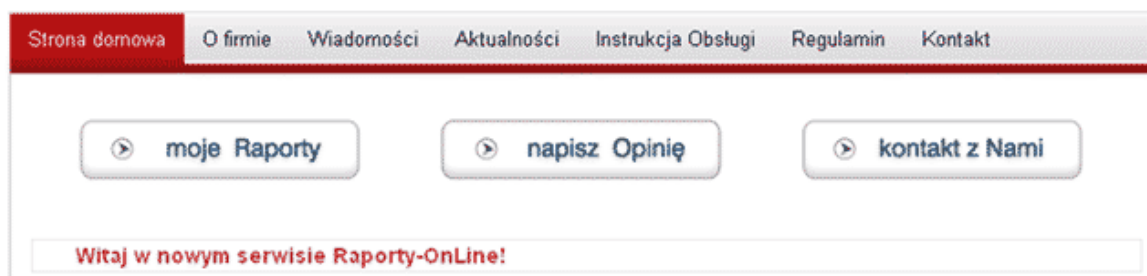 Strona domowa O firmie Wiadomości Aktualności Instrukcja Obsługi Regulamin Kontakt
moje Raporty napisz Opinię kontakt z Nami
Witaj w nowym serwisie Raporty-OnLine!